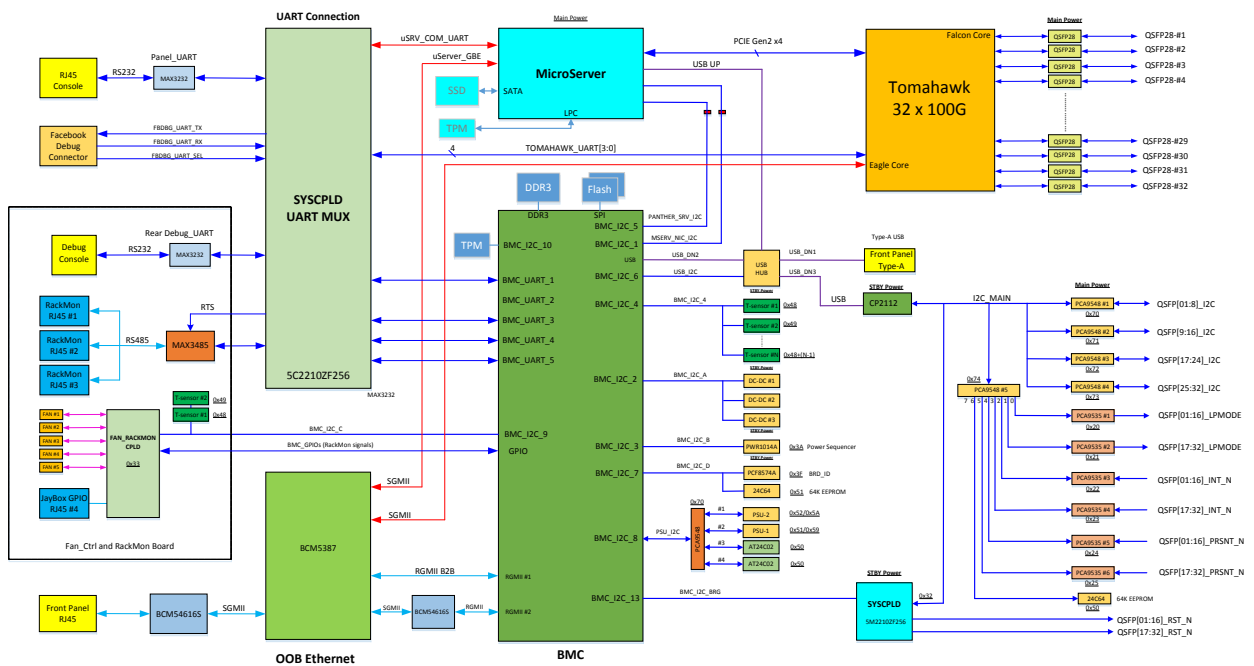 UART Connection
Main Power
Main Power
uSRV_COM_UART
uServer_GBE
Panel_UART
RJ45
Console
RS232
MAX3232
MicroServer
SSD
SATA
TPM
LPC
PCIE Gen2 x4
USB UP
Falcon Core
Tomahawk
32 x 100G
Eagle Core
QSFP28
QSFP28-#1
QSFP28
QSFP28-#2
QSFP28
QSFP28-#3
QSFP28
QSFP28-#4
QSFP28
QSFP28-#29
QSFP28
QSFP28-#30
QSFP28
QSFP28-#31
QSFP28
QSFP28-#32
Facebook
Debug
Connector
FBDBG_UART_TX
FBDBG_UART_RX
FBDBG_UART_SEL
4
TOMAHAWK_UART[3:0]
SYSCPLD
UART MUX
5C2210ZF256
MAX3232
DDR3
Flash
DDR3
SPI
TPM
BMC_I2C_10
BMC_UART_1
BMC_UART_2
BMC_UART_3
BMC_UART_4
BMC_UART_5
BMC_I2C_9
GPIO
RGMII #1
RGMII #2
BMC_I2C_5
BMC_I2C_1
USB
BMC_I2C_6
BMC_I2C_4
BMC_I2C_2
BMC_I2C_3
BMC_I2C_7
BMC_I2C_8
BMC_I2C_13
BMC
PANTHER_SRV_I2C
MSERV_NIC_I2C
USB_DN2
USB_I2C
USB
HUB
STBY Power
USB_DN1
USB_DN3
Type-A USB
Front Panel
Type-A
USB
STBY Power
CP2112
I2C_MAIN
BMC_I2C_4
T-sensor #1
0x48
T-sensor #2
0x49
T-sensor #N
0x48+(N-1)
STBY Power
BMC_I2C_A
DC-DC #1
DC-DC #2
DC-DC #3
BMC_I2C_B
PWR1014A
0x3A
Power Sequencer
STBY Power
BMC_I2C_D
PCF8574A
0x3F
BRD_ID
24C64
0x51
64K EEPROM
PSU_I2C
0x70
PCA9548
#1
PSU-2
0x52/0x5A
#2
PSU-1
0x51/0x59
#3
AT24C02
0x50
#4
AT24C02
0x50
BMC_I2C_BRG
STBY Power
SYSCPLD
5M2210ZF256
0x32
QSFP[01:16]_RST_N
QSFP[17:32]_RST_N
Main Power
PCA9548 #1
0x70
QSFP[01:8]_I2C
PCA9548 #2
0x71
QSFP[9:16]_I2C
PCA9548 #3
0x72
QSFP[17:24]_I2C
PCA9548 #4
0x73
QSFP[25:32]_I2C
0x74
PCA9548 #5
7 6 5 4 3 2 1 0
PCA9535 #1
0x20
QSFP[01:16]_LPMODE
PCA9535 #2
0x21
QSFP[17:32]_LPMODE
PCA9535 #3
0x22
QSFP[01:16]_INT_N
PCA9535 #4
0x23
QSFP[17:32]_INT_N
PCA9535 #5
0x24
QSFP[01:16]_PRSNT_N
PCA9535 #6
0x25
QSFP[17:32]_PRSNT_N
24C64
64K EEPROM
0x50
Rear Debug_UART
Debug
Console
RS232
MAX3232
RackMon
RJ45 #1
RackMon
RJ45 #2
RackMon
RJ45 #3
RS485
RTS
MAX3485
T-sensor #2
0x49
T-sensor #1
0x48
FAN #1
FAN #2
FAN #3
FAN #4
FAN #5
FAN_RACKMON
CPLD
0x33
JayBox GPIO
RJ45 #4
BMC_I2C_C
BMC_GPIOs (RackMon signals)
Fan_Ctrl and RackMon Board
SGMII
SGMII
BCM5387
RGMII B2B
SGMII
BCM54616S
RGMII
Front Panel
RJ45
BCM54616S
SGMII
OOB Ethernet